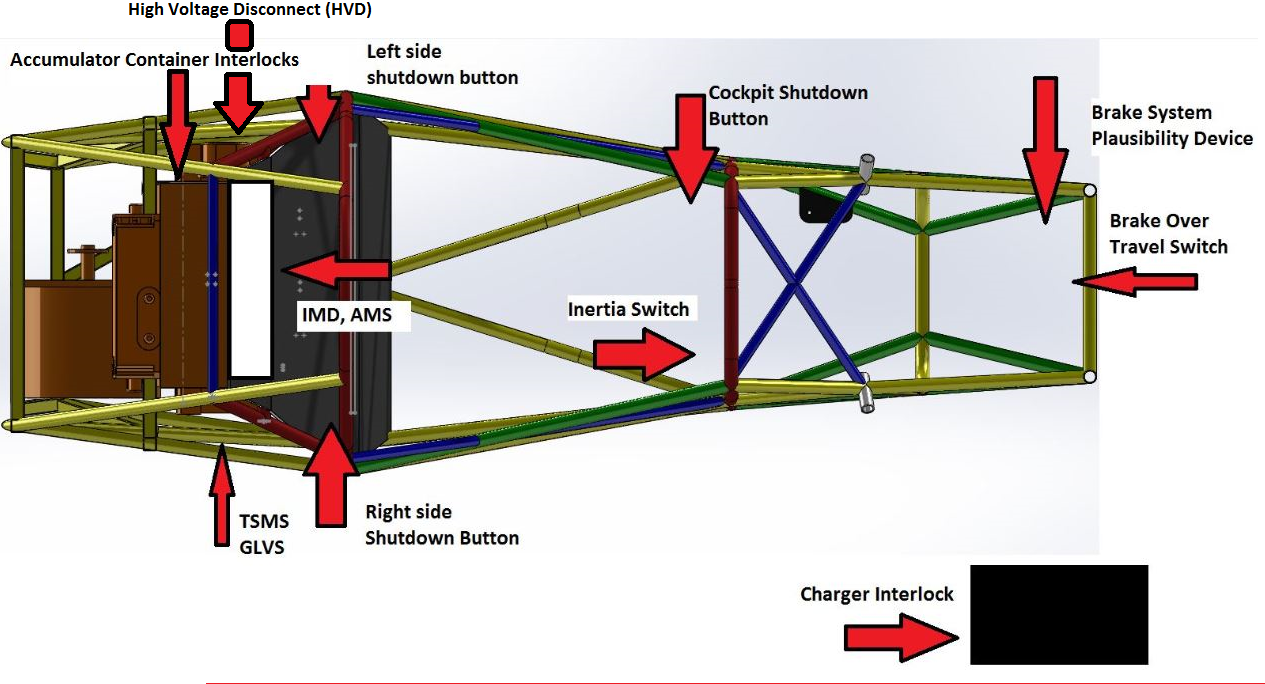 High Voltage Disconnect (HVD)
Accumulator Container Interlocks
Left side
shutdown button
Cockpit Shutdown
Button
Brake System
Plausibility Device
Brake Over
Travel Switch
IMD, AMS
Inertia Switch
TSMS
GLVS
Right side
Shutdown Button
Charger Interlock